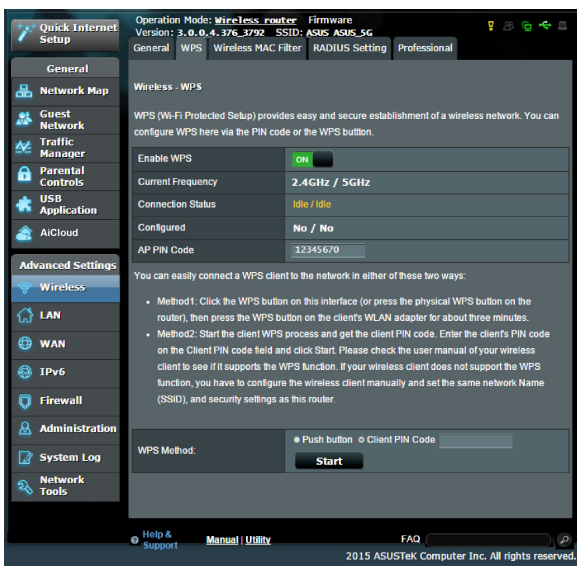 Quick Internet
Setup
Operation Mode: Wireless router Firmware
Version: 3.0.0.4.376_3792 SSID: ASUS ASUS_5G
General WPS Wireless MAC Filter RADIUS Setting Professional
General
Network Map
Guest
Network
Traffic
Manager
Parental
Controls
USB
Application
AiCloud
Advanced Settings
Wireless
LAN
WAN
IPv6
Firewall
Administration
System Log
Network
Tools
Wireless - WPS
WPS (Wi-Fi Protected Setup) provides easy and secure establishment of a wireless network. You can
configure WPS here via the PIN code or the WPS button.
Enable WPS ON
Current Frequency 2.4GHz / 5GHz
Connection Status Idle / Idle
Configured No / No
AP PIN Code 12345670
You can easily connect a WPS client to the network in either of these two ways:
• Method1: Click the WPS button on this interface (or press the physical WPS button on the
router), then press the WPS button on the client's WLAN adapter for about three minutes.
• Method2: Start the client WPS process and get the client PIN code. Enter the client's PIN code
on the Client PIN code field and click Start. Please check the user manual of your wireless
client to see if it supports the WPS function. If your wireless client does not support the WPS
function, you have to configure the wireless client manually and set the same network Name
(SSID), and security settings as this router.
WPS Method: Push button Client PIN Code
Start
Help &
Support
Manual | Utility
FAQ
2015 ASUSTeK Computer Inc. All rights reserved.